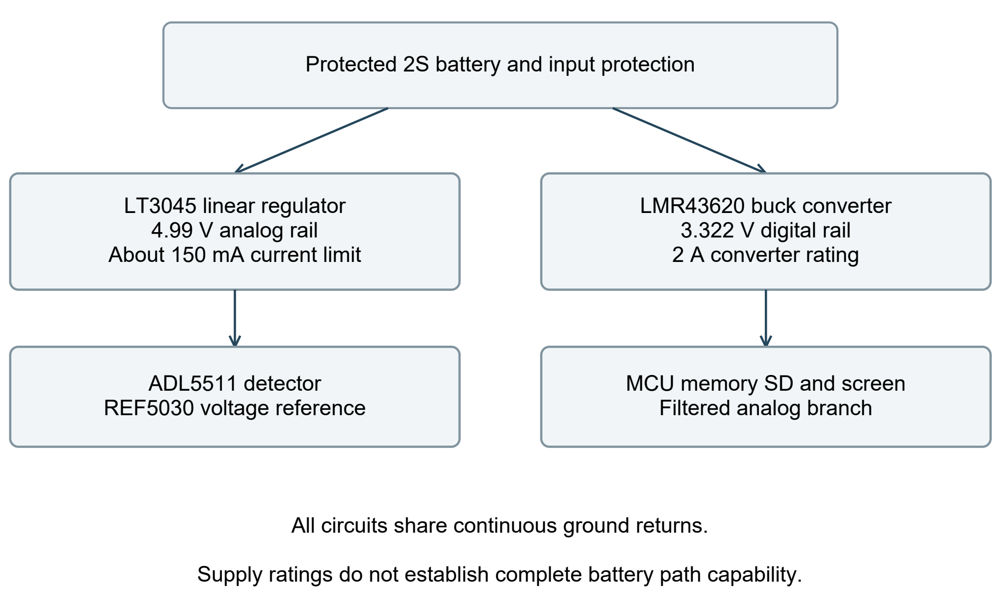 Protected 2S battery and input protection
LT3045 linear regulator
4.99 V analog rail
About 150 mA current limit
LMR43620 buck converter
3.322 V digital rail
2 A converter rating
ADL5511 detector
REF5030 voltage reference
MCU memory SD and screen
Filtered analog branch
All circuits share continuous ground returns.
Supply ratings do not establish complete battery path capability.